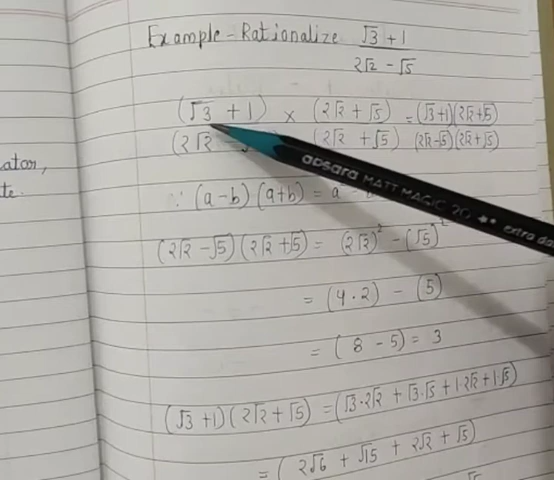 Example - Rationalize (√3 + 1)/(2√2 - √5)
(√3 + 1) × (2√2 + √5) = (√3+1)(2√2+√5)
(2√2 (2√2 + √5) (2√2-√5)(2√2+√5)
apsara MATT MAGIC 2.0 extra da
ator,
te.
∵ (a-b) (a+b) = a
(2√2 - √5)(2√2 + √5) = (2√2)² - (√5)²
= (4·2) - (5)
= (8 - 5) = 3
(√3 +1)(2√2 + √5) = (√3·2√2 + √3·√5 + 1·2√2 + 1·√5)
= (2√6 + √15 + 2√2 + √5)